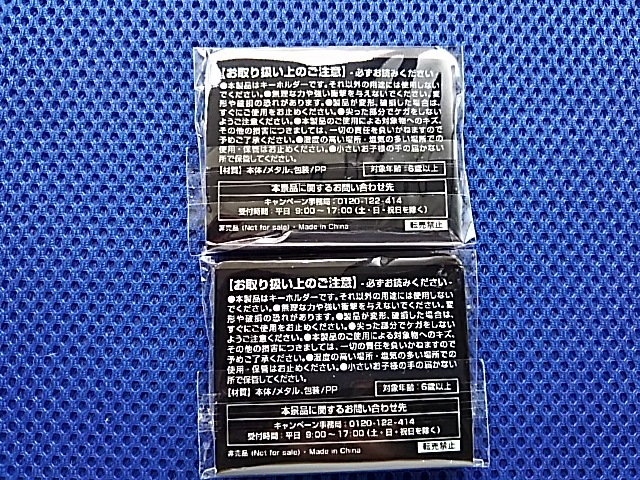 【お取り扱い上のご注意】-必ずお読みください-
●本製品はキーホルダーです。それ以外の用途には使用しない
でください。●無理な力や強い衝撃を与えないでください。変
形や破損の恐れがあります。●製品が変形、破損した場合は、
すぐにご使用をお止めください。●尖った部分でケガをしない
ようご注意ください。●本製品のご使用による対象物へのキズ、
その他の損害につきましては、一切の責任を負いかねますので
予めご了承ください。●湿度の高い場所・塩気の多い場所での
使用・保管はお止めください。●小さいお子様の手の届かない
所で保管してください。
【材質】本体/メタル、包装/PP
対象年齢:6歳以上
本景品に関するお問い合わせ先
キャンペーン事務局:0120-122-414
受付時間:平日 9:00~17:00(土・日・祝日を除く)
非売品 (Not for sale)・Made in China
転売禁止
【お取り扱い上のご注意】-必ずお読みください-
●本製品はキーホルダーです。それ以外の用途には使用しない
でください。●無理な力や強い衝撃を与えないでください。変
形や破損の恐れがあります。●製品が変形、破損した場合は、
すぐにご使用をお止めください。●尖った部分でケガをしない
ようご注意ください。●本製品のご使用による対象物へのキズ、
その他の損害につきましては、一切の責任を負いかねますので
予めご了承ください。●湿度の高い場所・塩気の多い場所での
使用・保管はお止めください。●小さいお子様の手の届かない
所で保管してください。
【材質】本体/メタル、包装/PP
対象年齢:6歳以上
本景品に関するお問い合わせ先
キャンペーン事務局:0120-122-414
受付時間:平日 9:00~17:00(土・日・祝日を除く)
非売品 (Not for sale)・Made in China
転売禁止